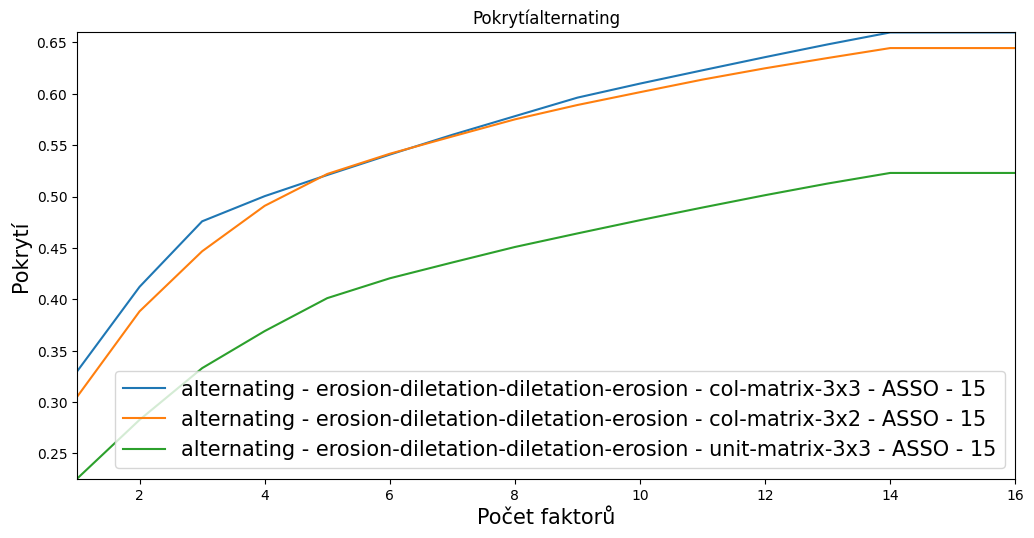 Pokrytíalternating
0.65
0.60
0.55
0.50
0.45
0.40
0.35
0.30
0.25
Pokrytí
alternating - erosion-diletation-diletation-erosion - col-matrix-3x3 - ASSO - 15
alternating - erosion-diletation-diletation-erosion - col-matrix-3x2 - ASSO - 15
alternating - erosion-diletation-diletation-erosion - unit-matrix-3x3 - ASSO - 15
2 4 6 8 10 12 14 16
Počet faktorů